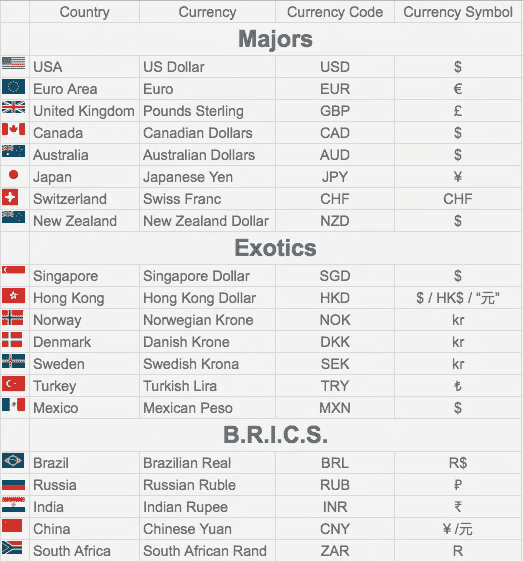 Country Currency Currency Code Currency Symbol
Majors
USA US Dollar USD $
Euro Area Euro EUR €
United Kingdom Pounds Sterling GBP £
Canada Canadian Dollars CAD $
Australia Australian Dollars AUD $
Japan Japanese Yen JPY ¥
Switzerland Swiss Franc CHF CHF
New Zealand New Zealand Dollar NZD $
Exotics
Singapore Singapore Dollar SGD $
Hong Kong Hong Kong Dollar HKD $ / HK$ / “元”
Norway Norwegian Krone NOK kr
Denmark Danish Krone DKK kr
Sweden Swedish Krona SEK kr
Turkey Turkish Lira TRY ₺
Mexico Mexican Peso MXN $
B.R.I.C.S.
Brazil Brazilian Real BRL R$
Russia Russian Ruble RUB ₽
India Indian Rupee INR ₹
China Chinese Yuan CNY ¥ /元
South Africa South African Rand ZAR R